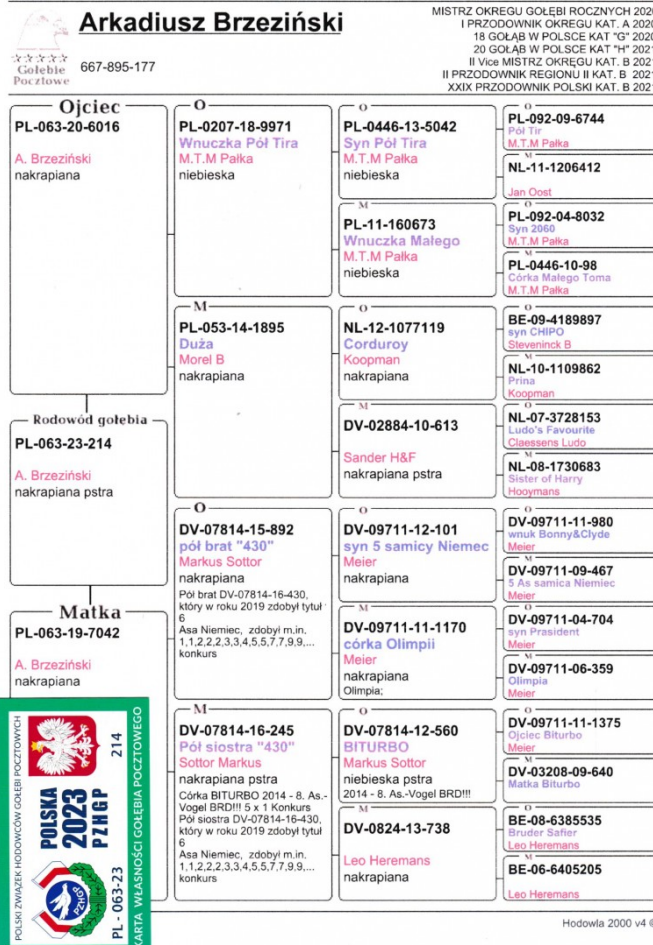 Arkadiusz Brzeziński
Gołębie
Pocztowe
667-895-177
MISTRZ OKRĘGU GOŁĘBI ROCZNYCH 2020
I PRZODOWNIK OKRĘGU KAT. A 2020
18 GOŁĄB W POLSCE KAT "G" 2020
20 GOŁĄB W POLSCE KAT "H" 2021
II Vice MISTRZ OKRĘGU KAT. B 2021
II PRZODOWNIK REGIONU II KAT. B 2021
XXIX PRZODOWNIK POLSKI KAT. B 2021
Ojciec
PL-063-20-6016
A. Brzeziński
nakrapiana
Rodowód gołębia
PL-063-23-214
A. Brzeziński
nakrapiana pstra
Matka
PL-063-19-7042
A. Brzeziński
nakrapiana
O
PL-0207-18-9971
Wnuczka Pół Tira
M.T.M Pałka
niebieska
M
PL-053-14-1895
Duża
Morel B
nakrapiana
O
DV-07814-15-892
pół brat "430"
Markus Sottor
nakrapiana
Pół brat DV-07814-16-430,
który w roku 2019 zdobył tytuł
6
Asa Niemiec, zdobył m.in.
1,1,2,2,2,3,3,4,5,5,7,7,9,9,...
konkurs
M
DV-07814-16-245
Pół siostra "430"
Sottor Markus
nakrapiana pstra
Córka BITURBO 2014 - 8. As.-
Vogel BRD!!! 5 x 1 Konkurs
Pół siostra DV-07814-16-430,
który w roku 2019 zdobył tytuł
6
Asa Niemiec, zdobył m.in.
1,1,2,2,2,3,3,4,5,5,7,7,9,9,...
konkurs
O
PL-0446-13-5042
Syn Pół Tira
M.T.M Pałka
niebieska
M
PL-11-160673
Wnuczka Małego
M.T.M Pałka
niebieska
O
NL-12-1077119
Corduroy
Koopman
nakrapiana
M
DV-02884-10-613
Sander H&F
nakrapiana pstra
O
DV-09711-12-101
syn 5 samicy Niemec
Meier
nakrapiana
M
DV-09711-11-1170
córka Olimpii
Meier
nakrapiana
Olimpia;
O
DV-07814-12-560
BITURBO
Markus Sottor
niebieska pstra
2014 - 8. As.-Vogel BRD!!!
M
DV-0824-13-738
Leo Heremans
nakrapiana
O
PL-092-09-6744
Pół Tir
M.T.M Pałka
M
NL-11-1206412
Jan Oost
O
PL-092-04-8032
Syn 2060
M.T.M Pałka
M
PL-0446-10-98
Córka Małego Toma
M.T.M Pałka
O
BE-09-4189897
syn CHIPO
Steveninck B
M
NL-10-1109862
Prina
Koopman
O
NL-07-3728153
Ludo's Favourite
Claessens Ludo
M
NL-08-1730683
Sister of Harry
Hooymans
O
DV-09711-11-980
wnuk Bonny&Clyde
Meier
M
DV-09711-09-467
5 As samica Niemiec
Meier
O
DV-09711-04-704
syn Prasident
Meier
M
DV-09711-06-359
Olimpia
Meier
O
DV-09711-11-1375
Ojciec Biturbo
Meier
M
DV-03208-09-640
Matka Biturbo
O
BE-08-6385535
Bruder Safier
Leo Heremans
M
BE-06-6405205
Leo Heremans
POLSKI ZWIĄZEK HODOWCÓW GOŁĘBI POCZTOWYCH
POLSKA
2023
PZHGP
PZHGP
PL - 063-23
214
KARTA WŁASNOŚCI GOŁĘBIA POCZTOWEGO
Hodowla 2000 v4 ©